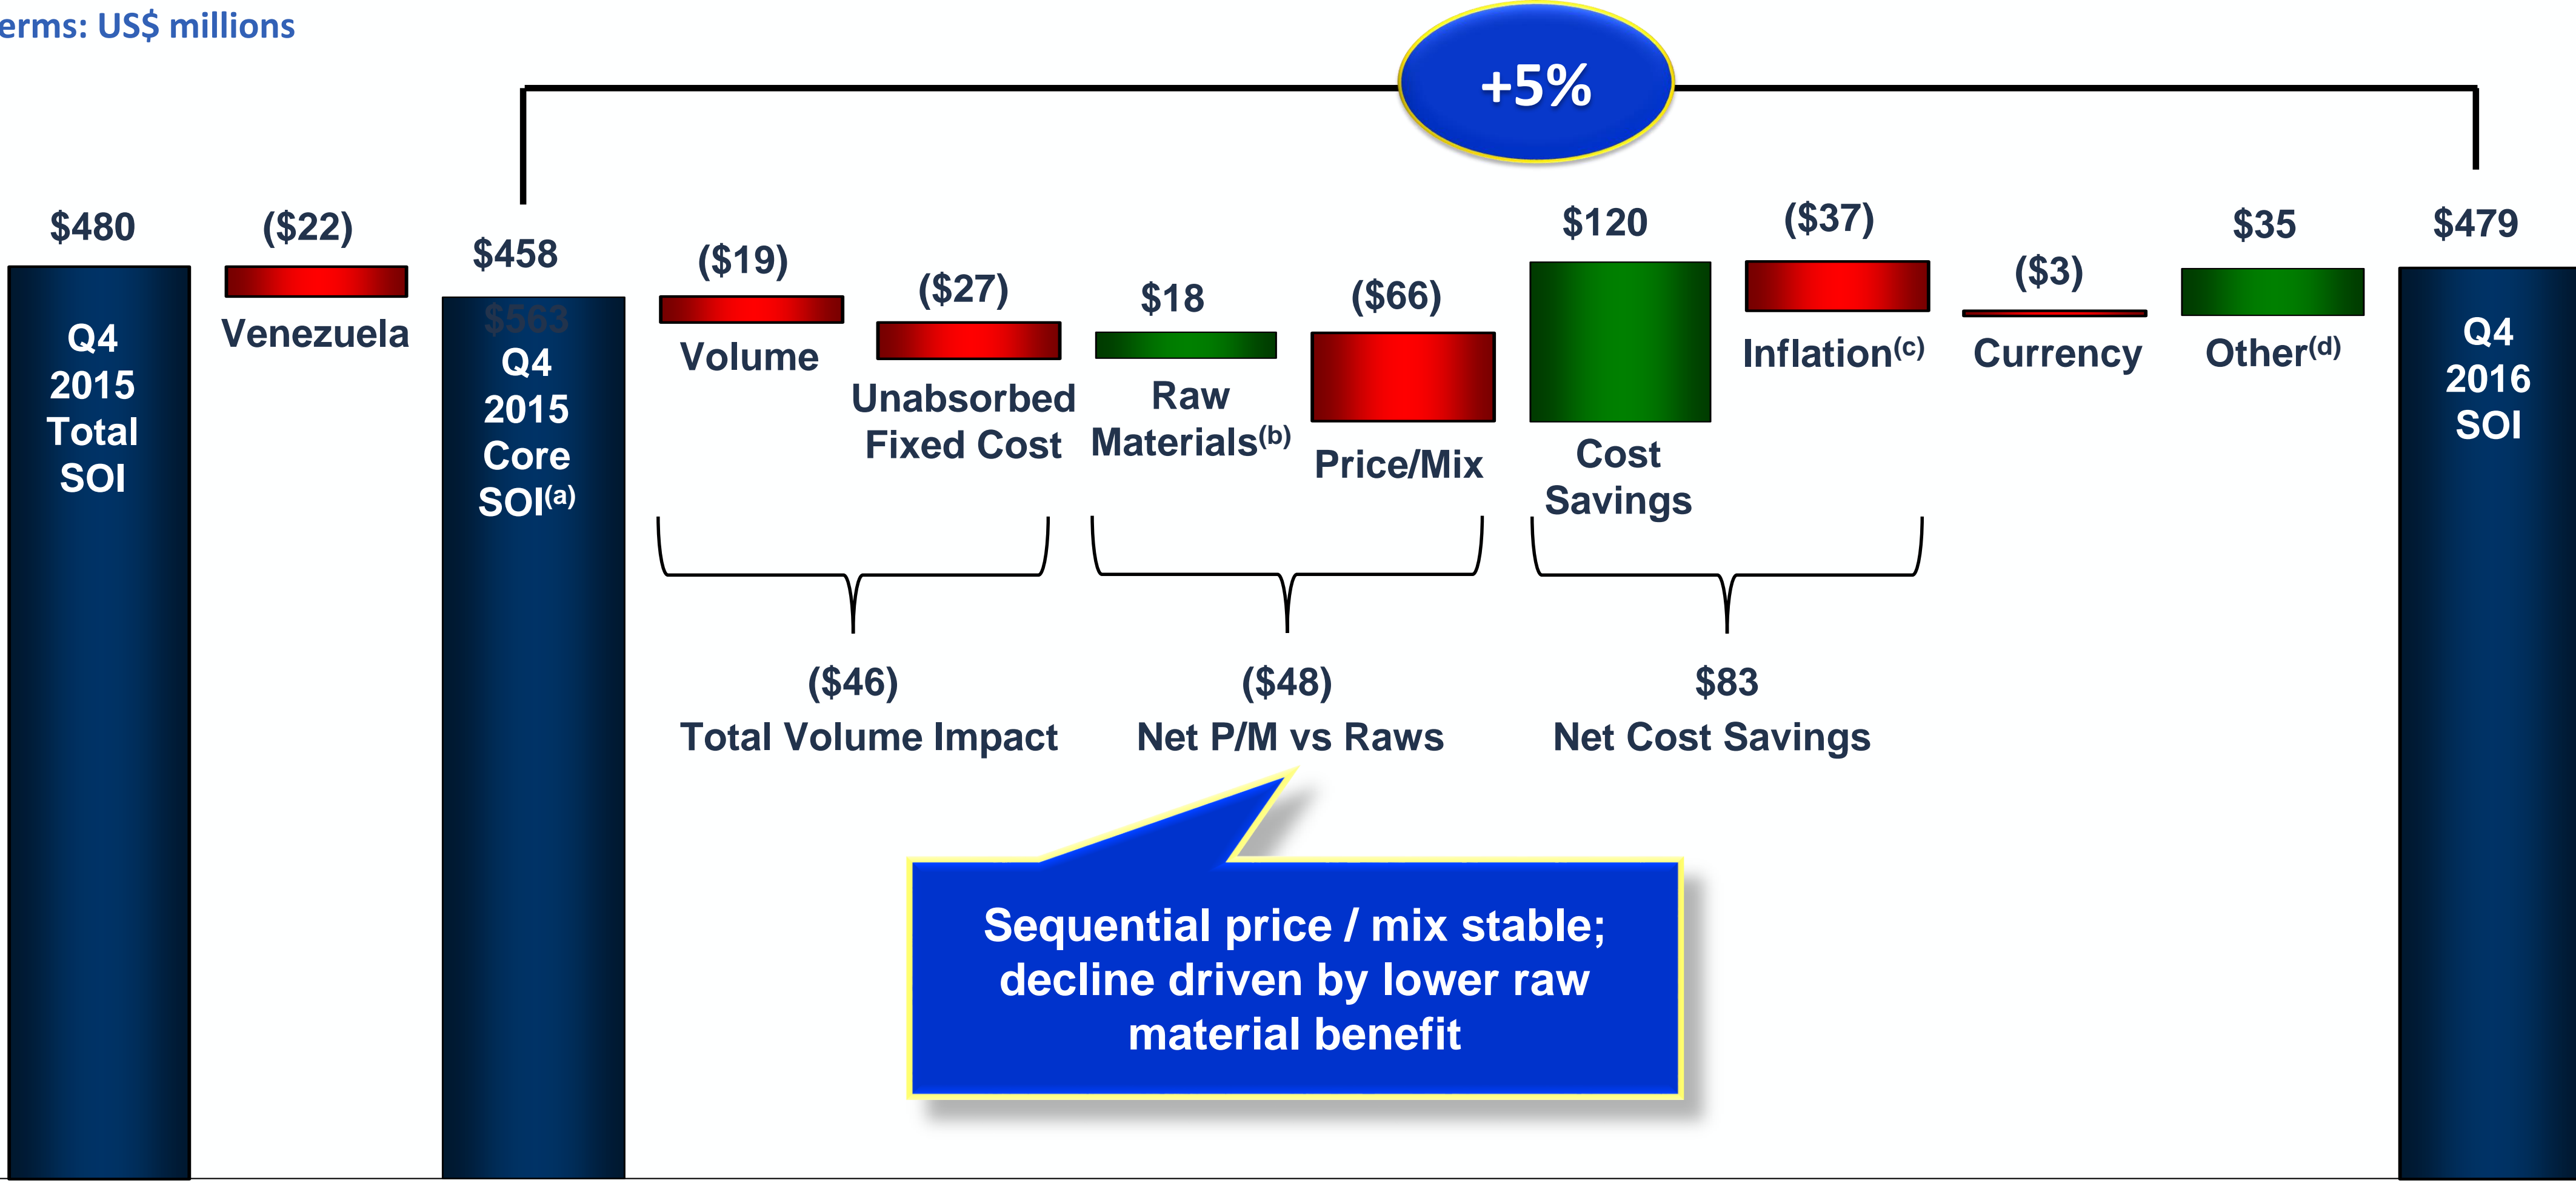 erms: US$ millions
+5%
$480
($22)
$458
($19)
($27)
$18
($66)
$120
($37)
($3)
$35
$479
$563
Q4
2015
Total
SOI
Venezuela
Q4
2015
Core
SOI(a)
Volume
Unabsorbed
Fixed Cost
Raw
Materials(b)
Price/Mix
Cost
Savings
Inflation(c)
Currency
Other(d)
Q4
2016
SOI
($46)
Total Volume Impact
($48)
Net P/M vs Raws
$83
Net Cost Savings
Sequential price / mix stable;
decline driven by lower raw
material benefit